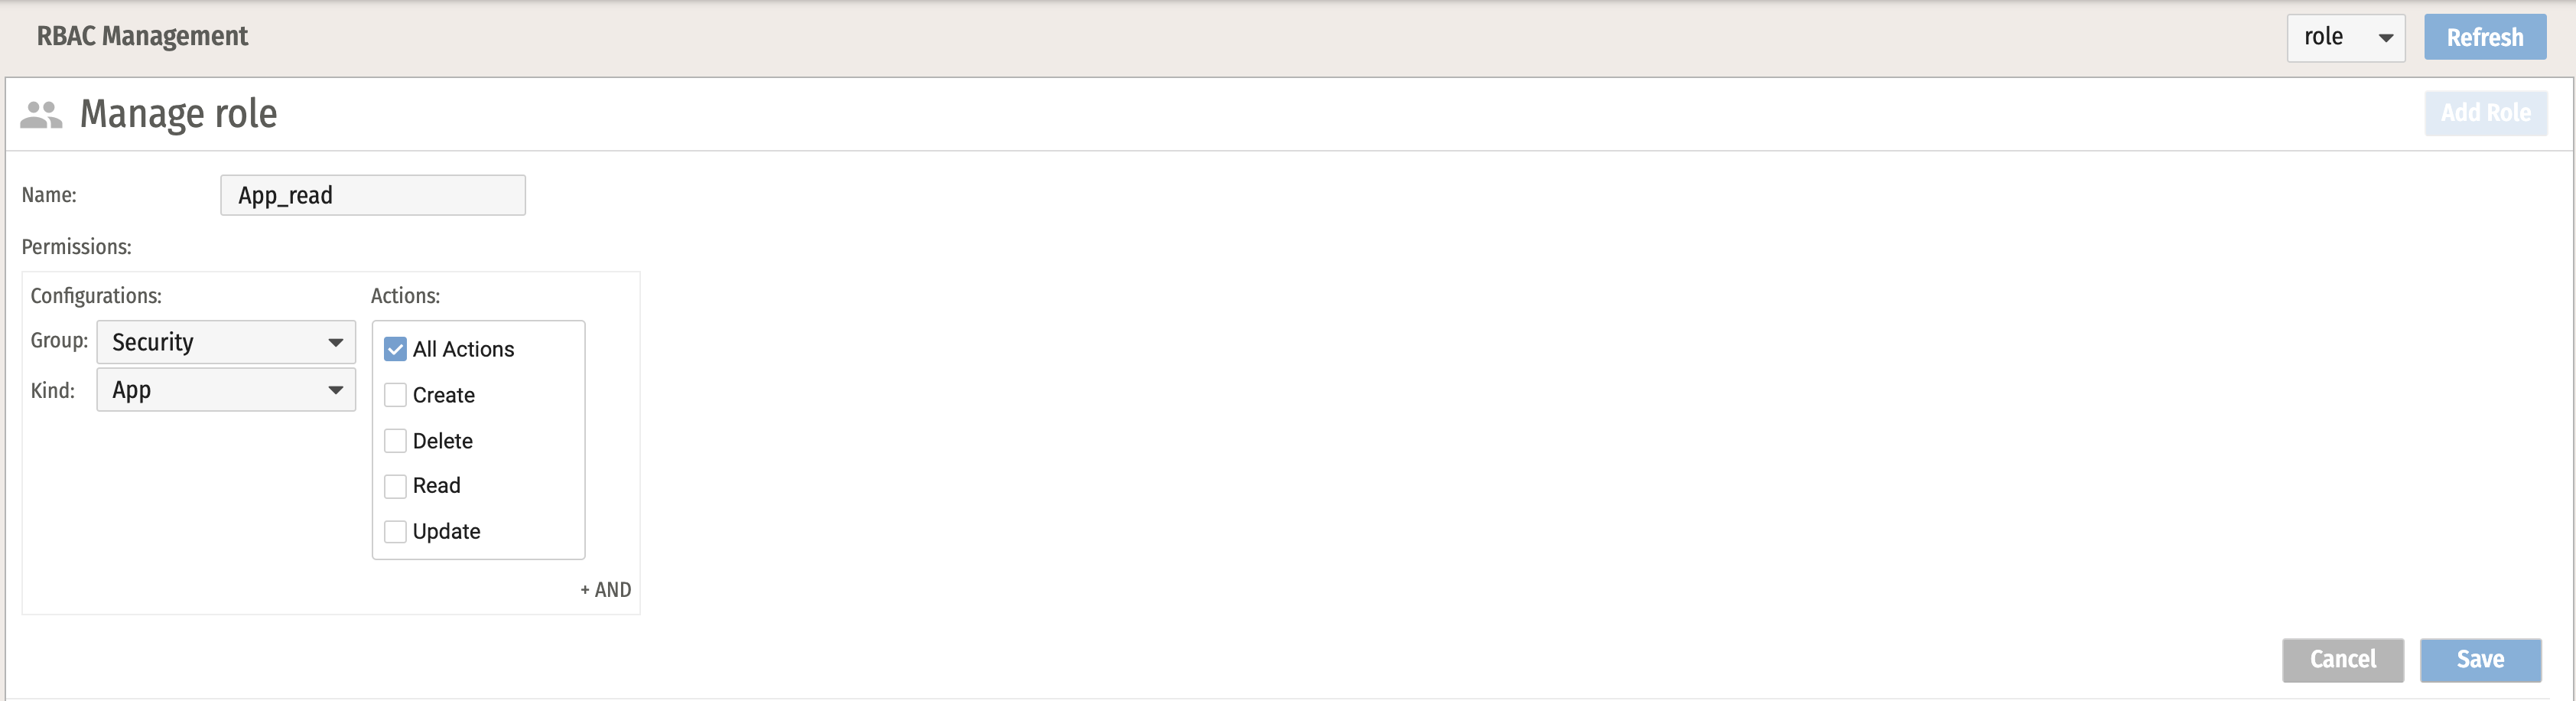 RBAC Management
role
Refresh
Manage role
Add Role
Name:
App_read
Permissions:
Configurations:
Actions:
Group:
Security
Kind:
App
All Actions
Create
Delete
Read
Update
+ AND
Cancel
Save